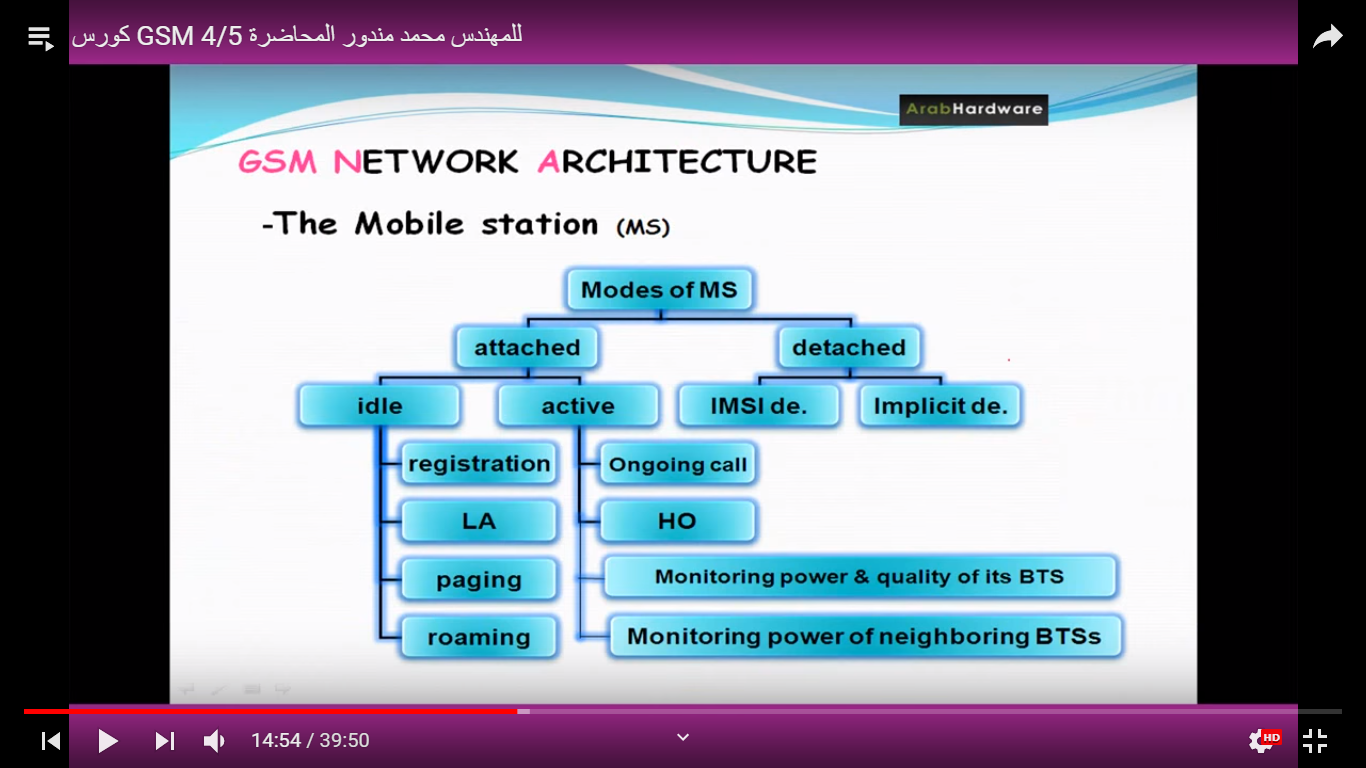 كورس GSM 4/5 للمهندس محمد مندور المحاضرة
ArabHardware
GSM NETWORK ARCHITECTURE
-The Mobile station (MS)
Modes of MS
attached
detached
idle
active
IMSI de.
Implicit de.
registration
Ongoing call
LA
HO
paging
Monitoring power & quality of its BTS
roaming
Monitoring power of neighboring BTSs
14:54 / 39:50
HD